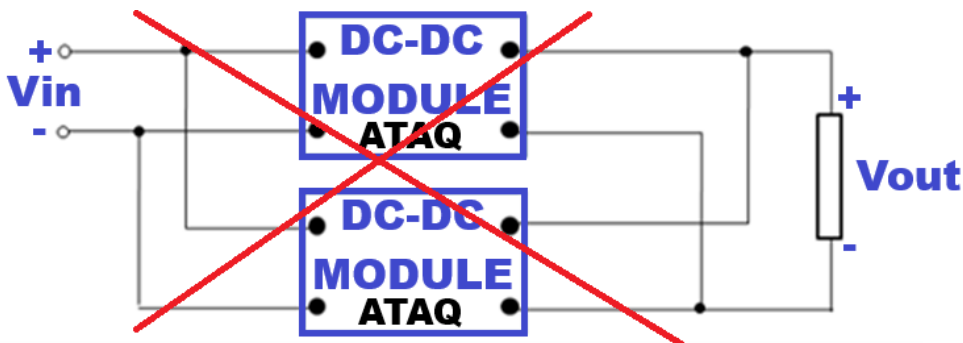 +
Vin
-
DC-DC
MODULE
ATAQ
DC-DC
MODULE
ATAQ
+
Vout
-